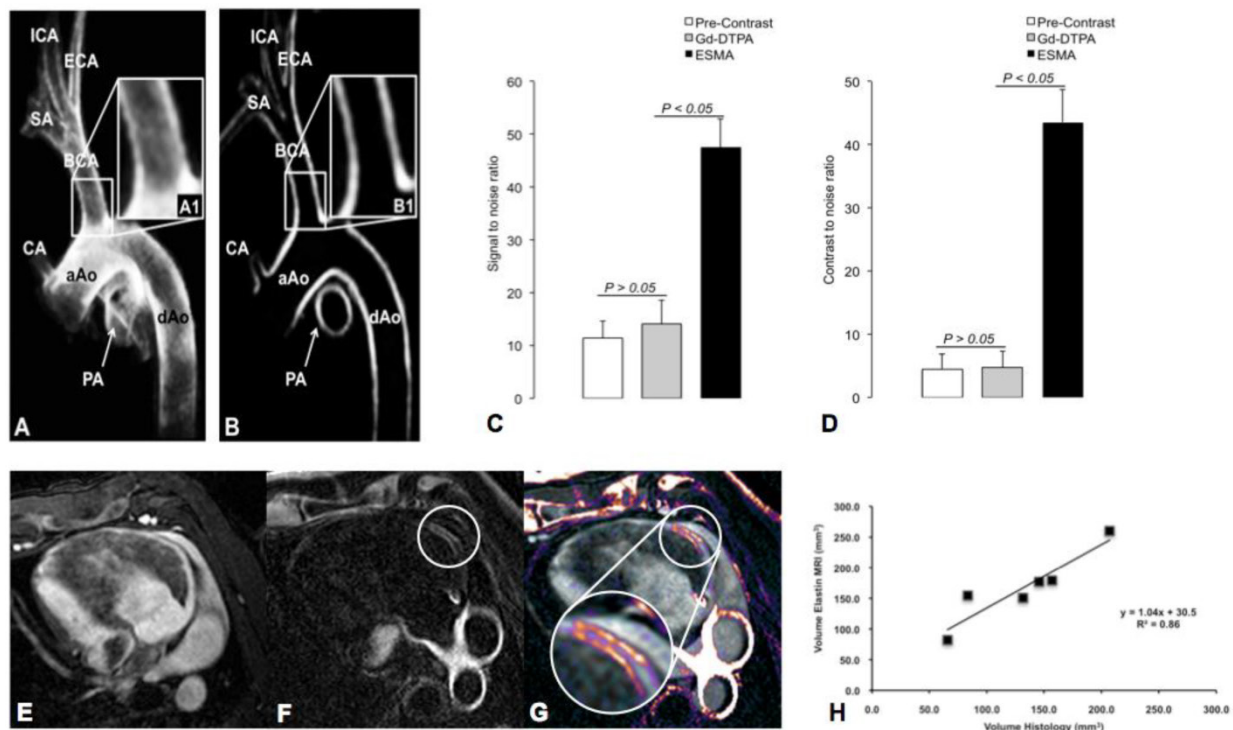 ICA
ECA
SA
BCA
A1
CA
aAo
dAo
PA
A
ICA
ECA
SA
BCA
B1
CA
aAo
dAo
PA
B
Pre-Contrast
Gd-DTPA
ESMA
60
50
40
30
20
10
0
Signal to noise ratio
P < 0.05
P > 0.05
C
Pre-Contrast
Gd-DTPA
ESMA
50
40
30
20
10
0
Contrast to noise ratio
P < 0.05
P > 0.05
D
E
F
G
300.0
250.0
200.0
150.0
100.0
50.0
0.0
Volume Elastin MRI (mm³)
y = 1.04x + 30.5
R² = 0.86
0.0 50.0 100.0 150.0 200.0 250.0 300.0
Volume Histology (mm³)
H